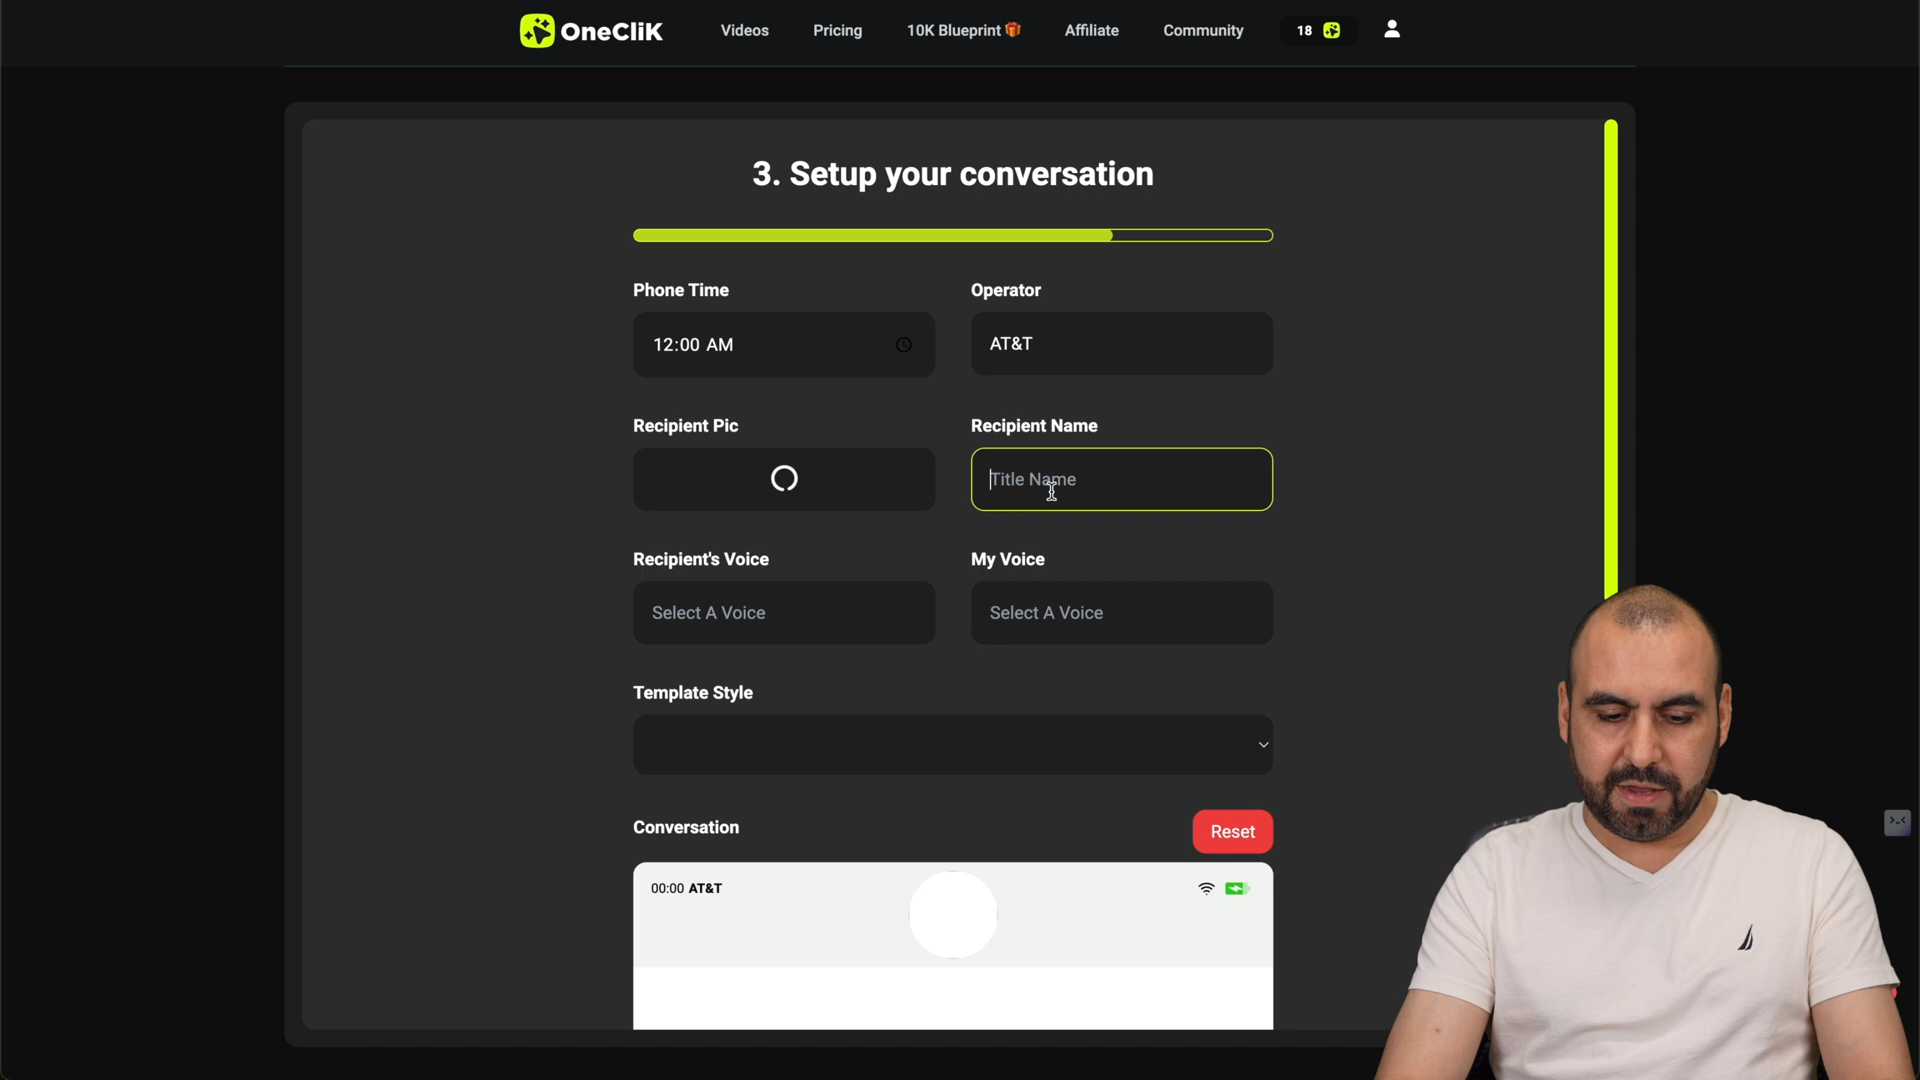 OneCliK
Videos
Pricing
10K Blueprint
Affiliate
Community
18
3. Setup your conversation
Phone Time
Operator
12:00 AM
AT&T
Recipient Pic
Recipient Name
Title Name
Recipient's Voice
My Voice
Select A Voice
Select A Voice
Template Style
Conversation
Reset
00:00 AT&T